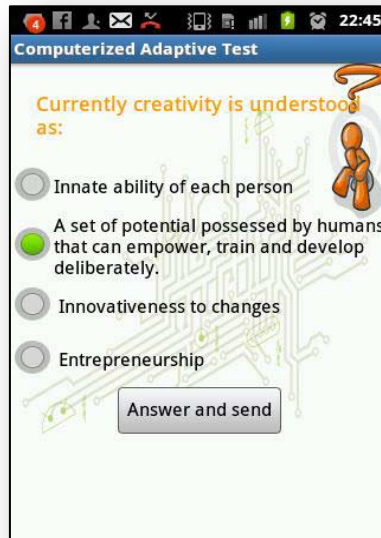 4 22:45
Computerized Adaptive Test
Currently creativity is understood
as:
Innate ability of each person
A set of potential possessed by humans
that can empower, train and develop
deliberately.
Innovativeness to changes
Entrepreneurship
Answer and send